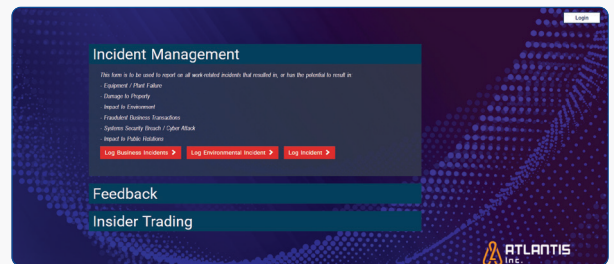 Login
Incident Management
This form is to be used to report on all work-related incidents that resulted in, or has the potential to result in:
- Equipment / Plant Failure
- Damage to Property
- Impact to Environment
- Fraudulent Business Transactions
- Systems Security Breach / Cyber Attack
- Impact to Public Relations
Log Business Incidents > Log Environmental Incident > Log Incident >
Feedback
Insider Trading
ATLANTIS
Inc.